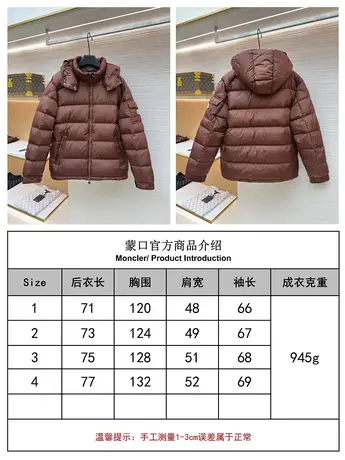 蒙口官方商品介绍
Moncler/ Product Introduction
Size 后衣长 胸围 肩宽 袖长 成衣克重
1 71 120 48 66
2 73 124 49 67
3 75 128 51 68
4 77 132 52 69
945g
温馨提示：手工测量1-3cm误差属于正常